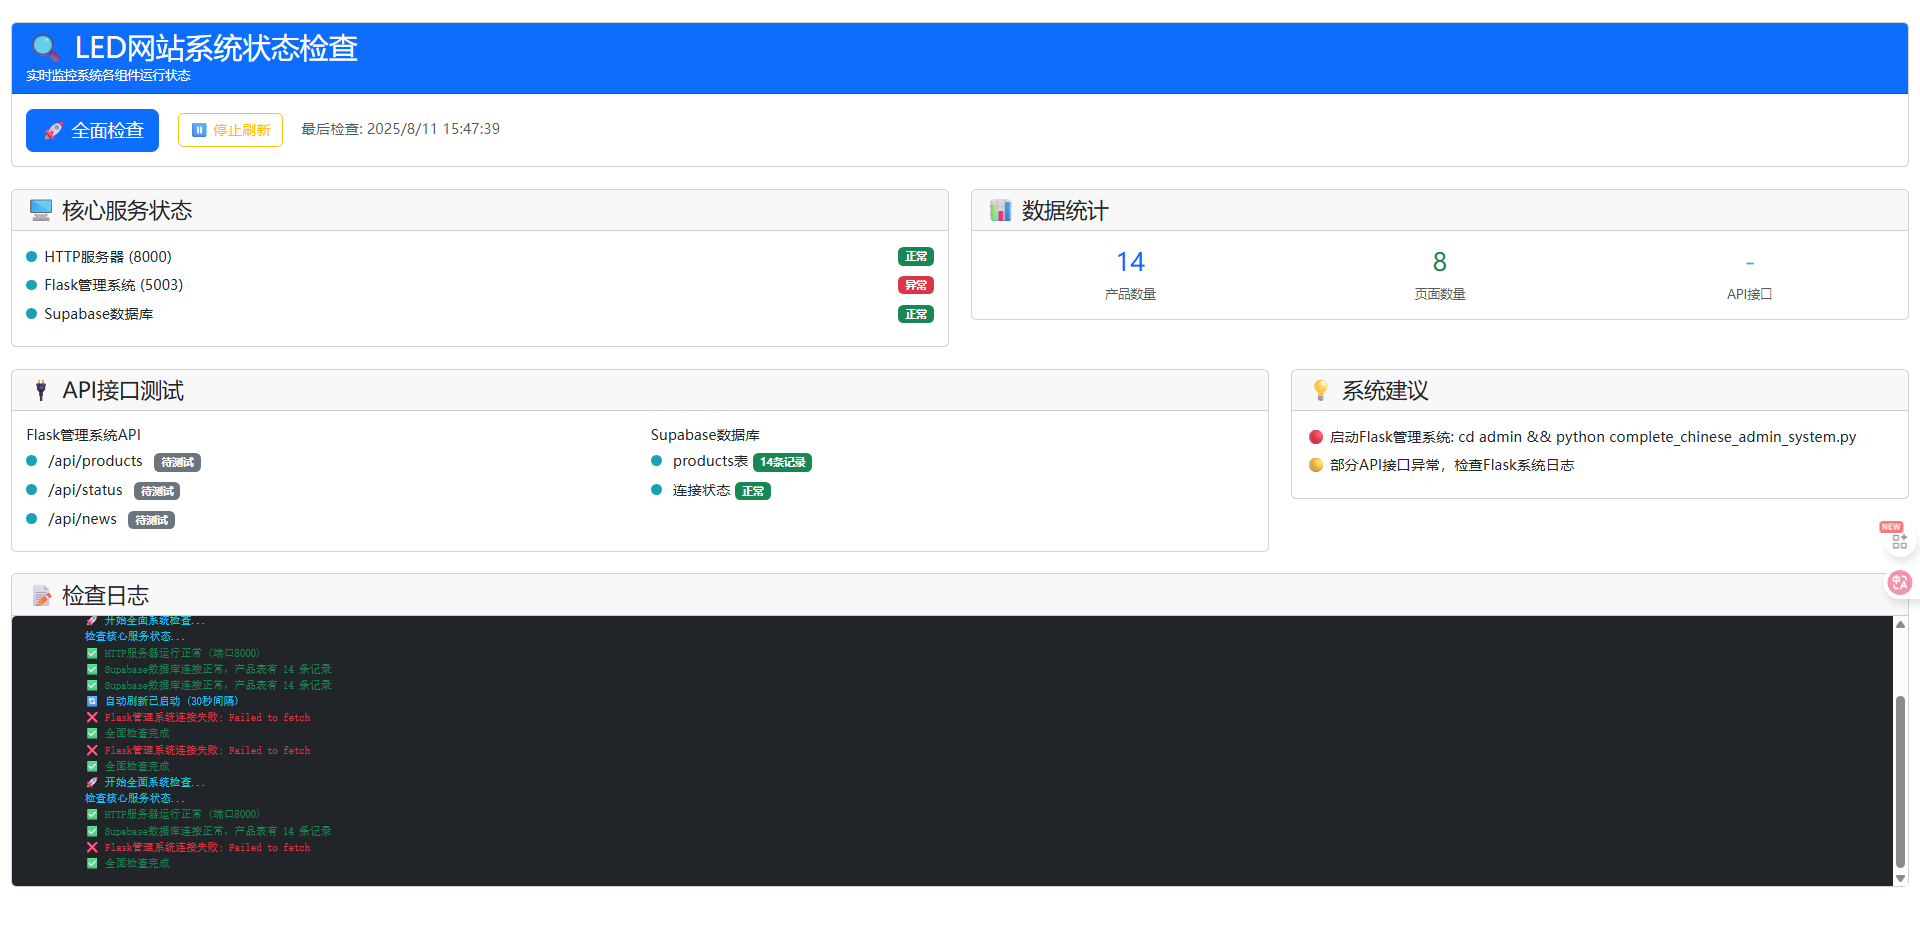 LED网站系统状态检查
实时监控系统各组件运行状态
全面检查
停止刷新
最后检查: 2025/8/11 15:47:39
核心服务状态
HTTP服务器 (8000) 正常
Flask管理系统 (5003) 异常
Supabase数据库 正常
数据统计
14 8 -
产品数量 页面数量 API接口
API接口测试
Flask管理系统API
/api/products 待测试
/api/status 待测试
/api/news 待测试
Supabase数据库
products表 14条记录
连接状态 正常
系统建议
启动Flask管理系统: cd admin && python complete_chinese_admin_system.py
部分API接口异常，检查Flask系统日志
NEW
中
A
检查日志
开始全面系统检查...
检查核心服务状态...
HTTP服务器运行正常 (端口8000)
Supabase数据库连接正常，产品表有 14 条记录
Supabase数据库连接正常，产品表有 14 条记录
自动刷新已启动 (30秒间隔)
Flask管理系统连接失败: Failed to fetch
全面检查完成
Flask管理系统连接失败: Failed to fetch
全面检查完成
开始全面系统检查...
检查核心服务状态...
HTTP服务器运行正常 (端口8000)
Supabase数据库连接正常，产品表有 14 条记录
Flask管理系统连接失败: Failed to fetch
全面检查完成